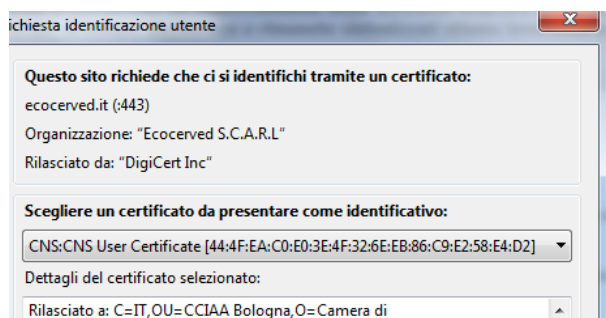 ichiesta identificazione utente
Questo sito richiede che ci si identifichi tramite un certificato:
ecocerved.it (:443)
Organizzazione: "Ecocerved S.C.A.R.L"
Rilasciato da: "DigiCert Inc"
Scegliere un certificato da presentare come identificativo:
CNS:CNS User Certificate [44:4F:EA:C0:E0:3E:4F:32:6E:EB:86:C9:E2:58:E4:D2]
Dettagli del certificato selezionato:
Rilasciato a: C=IT,OU=CCIAA Bologna,O=Camera di